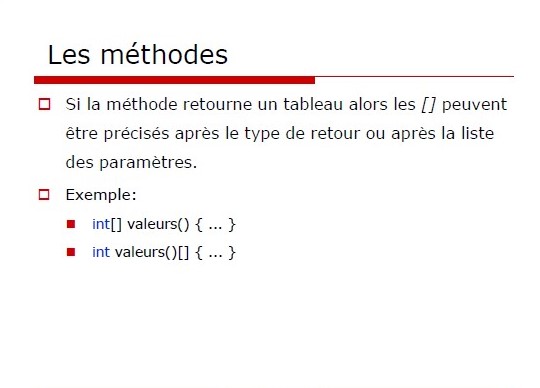 Les méthodes
Si la méthode retourne un tableau alors les [] peuvent
être précisés après le type de retour ou après la liste
des paramètres.
Exemple:
int[] valeurs() { ... }
int valeurs()[] { ... }